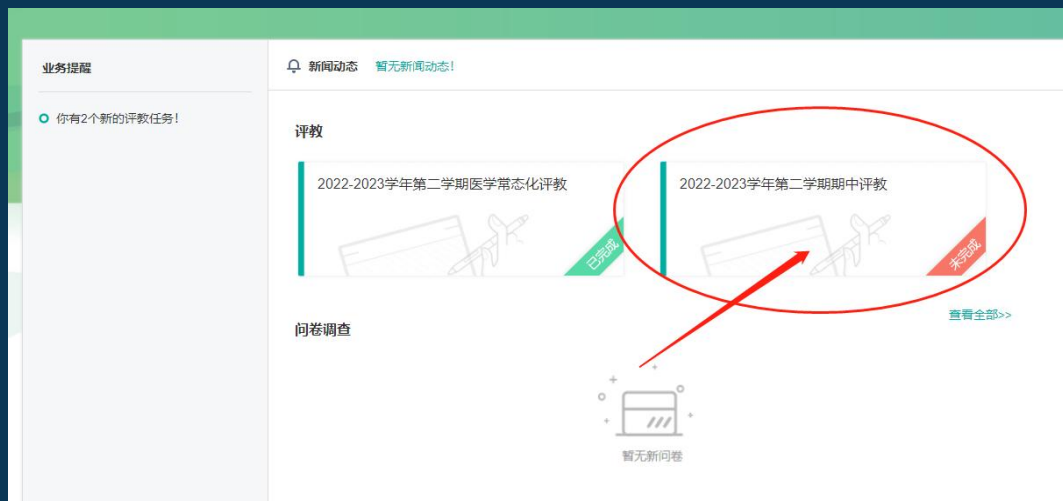 业务提醒
新闻动态 暂无新闻动态！
你有2个新的评教任务！
评教
2022-2023学年第二学期医学常态化评教
已完成
2022-2023学年第二学期期中评教
未完成
查看全部>>
问卷调查
暂无新问卷